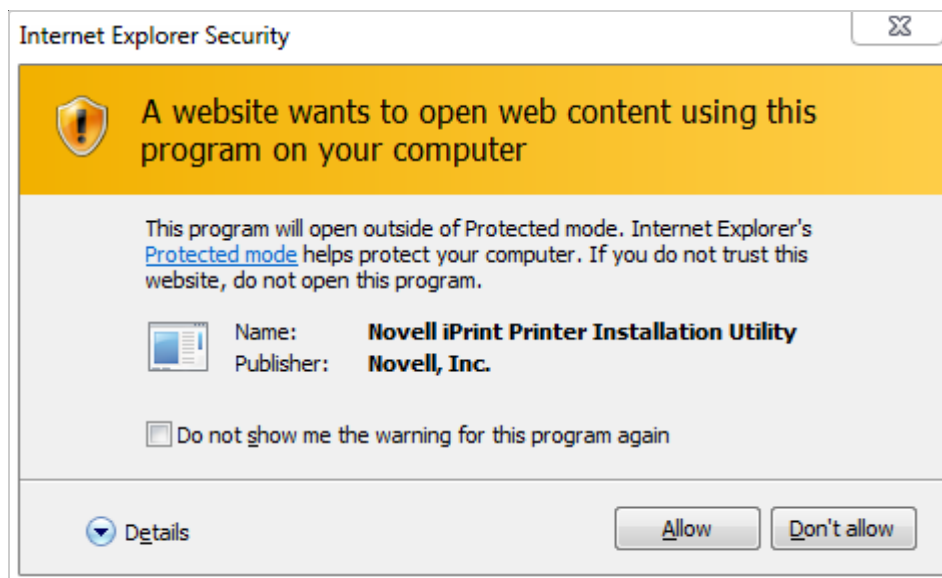 Internet Explorer Security
A website wants to open web content using this
program on your computer
This program will open outside of Protected mode. Internet Explorer's
Protected mode helps protect your computer. If you do not trust this
website, do not open this program.
Name: Novell iPrint Printer Installation Utility
Publisher: Novell, Inc.
Do not show me the warning for this program again
Details Allow Don't allow